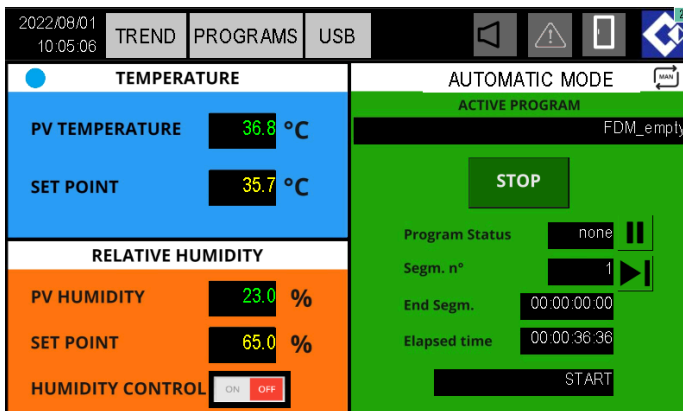 2022/08/01
10:05:06
TREND
PROGRAMS
USB
2
TEMPERATURE
PV TEMPERATURE 36.8 °C
SET POINT 35.7 °C
RELATIVE HUMIDITY
PV HUMIDITY 23.0 %
SET POINT 65.0 %
HUMIDITY CONTROL ON OFF
AUTOMATIC MODE
MAN
ACTIVE PROGRAM
FDM_empty
STOP
Program Status none
Segm. n° 1
End Segm. 00:00:00:00
Elapsed time 00:00:36:36
START